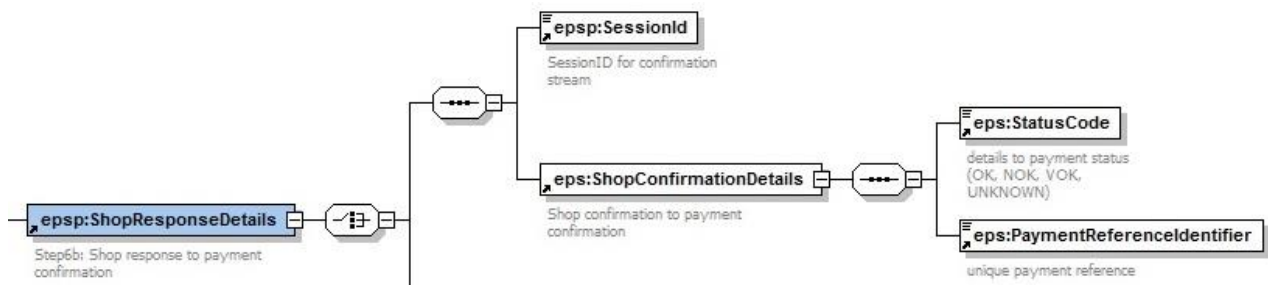 epsp:SessionId
SessionID for confirmation
stream
eps:StatusCode
details to payment status
(OK, NOK, VOK,
UNKNOWN)
eps:ShopConfirmationDetails
Shop confirmation to payment
confirmation
epsp:ShopResponseDetails
Step6b: Shop response to payment
confirmation
eps:PaymentReferenceIdentifier
unique payment reference